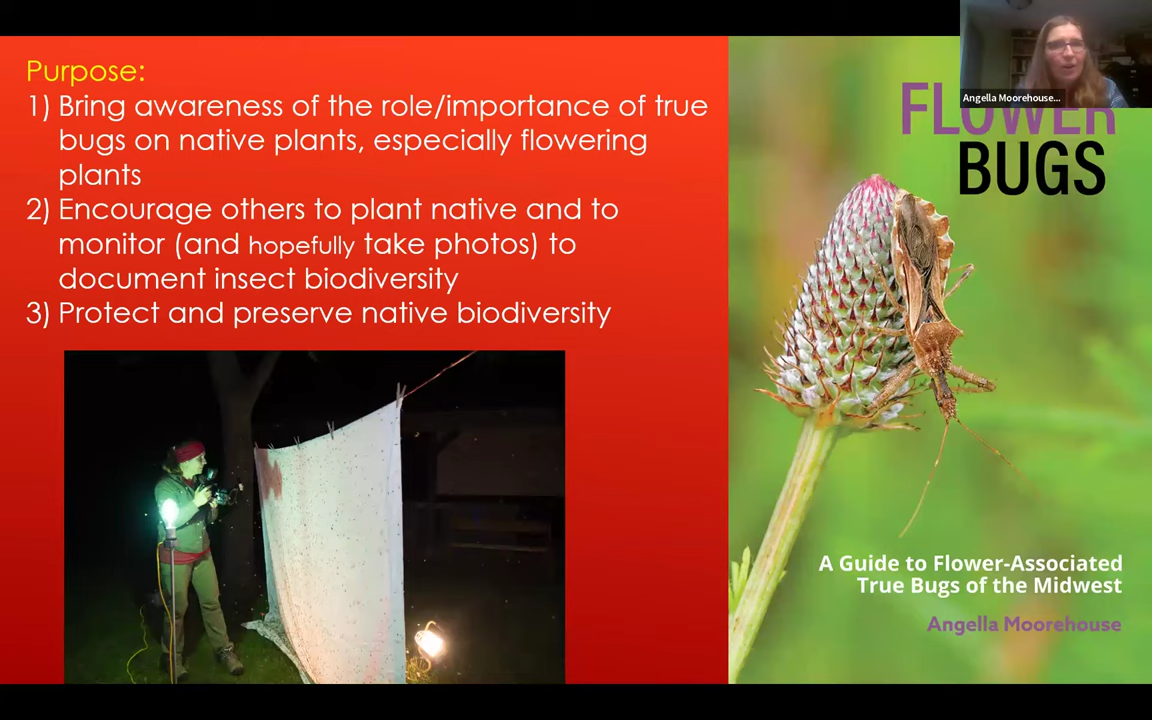 Purpose:
1) Bring awareness of the role/importance of true
bugs on native plants, especially flowering
plants
2) Encourage others to plant native and to
monitor (and hopefully take photos) to
document insect biodiversity
3) Protect and preserve native biodiversity
Angella Moorehouse...
FLOWER
BUGS
A Guide to Flower-Associated
True Bugs of the Midwest
Angella Moorehouse